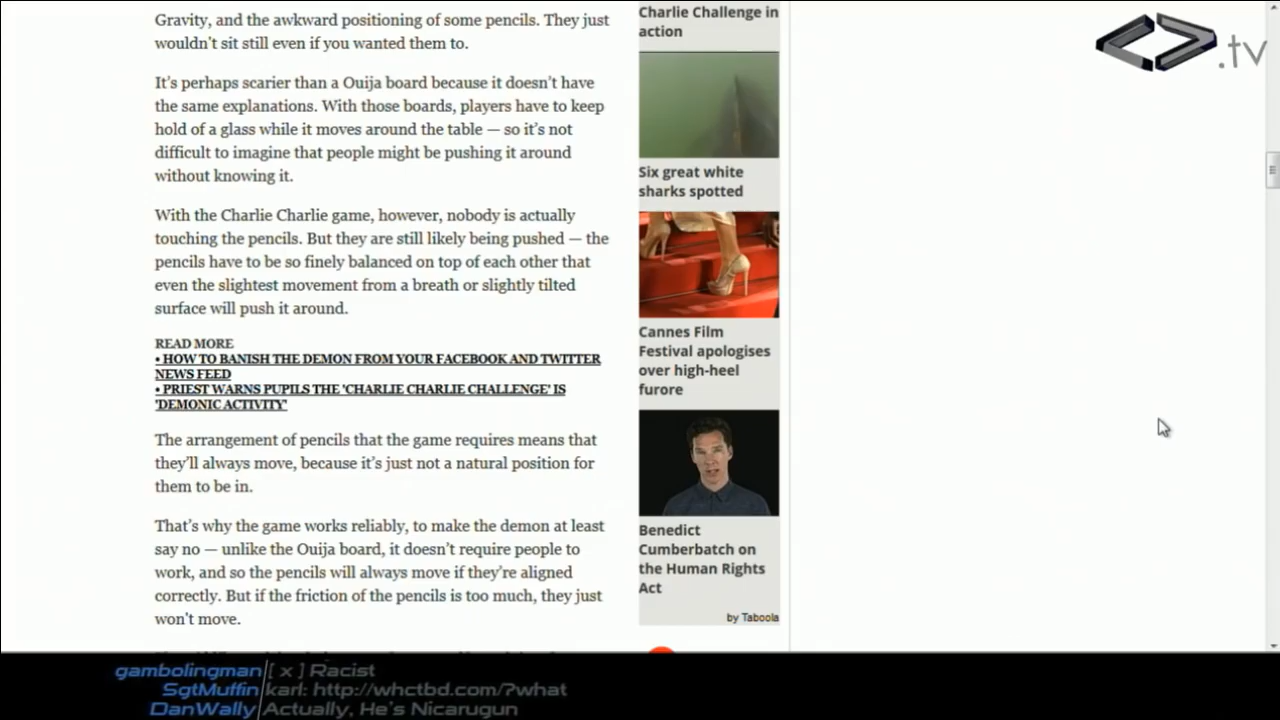 Gravity, and the awkward positioning of some pencils. They just
wouldn't sit still even if you wanted them to.
It's perhaps scarier than a Ouija board because it doesn't have
the same explanations. With those boards, players have to keep
hold of a glass while it moves around the table — so it's not
difficult to imagine that people might be pushing it around
without knowing it.
With the Charlie Charlie game, however, nobody is actually
touching the pencils. But they are still likely being pushed — the
pencils have to be so finely balanced on top of each other that
even the slightest movement from a breath or slightly tilted
surface will push it around.
READ MORE
• HOW TO BANISH THE DEMON FROM YOUR FACEBOOK AND TWITTER
NEWS FEED
• PRIEST WARNS PUPILS THE 'CHARLIE CHARLIE CHALLENGE' IS
'DEMONIC ACTIVITY'
The arrangement of pencils that the game requires means that
they'll always move, because it's just not a natural position for
them to be in.
That's why the game works reliably, to make the demon at least
say no — unlike the Ouija board, it doesn't require people to
work, and so the pencils will always move if they're aligned
correctly. But if the friction of the pencils is too much, they just
won't move.
Charlie Challenge in
action
Six great white
sharks spotted
Cannes Film
Festival apologises
over high-heel
furore
Benedict
Cumberbatch on
the Human Rights
Act
by Taboola
.tv
gambolingman [ x ] Racist
SgtMuffin karl: http://whctbd.com/?what
DanWally Actually, He's Nicarugun